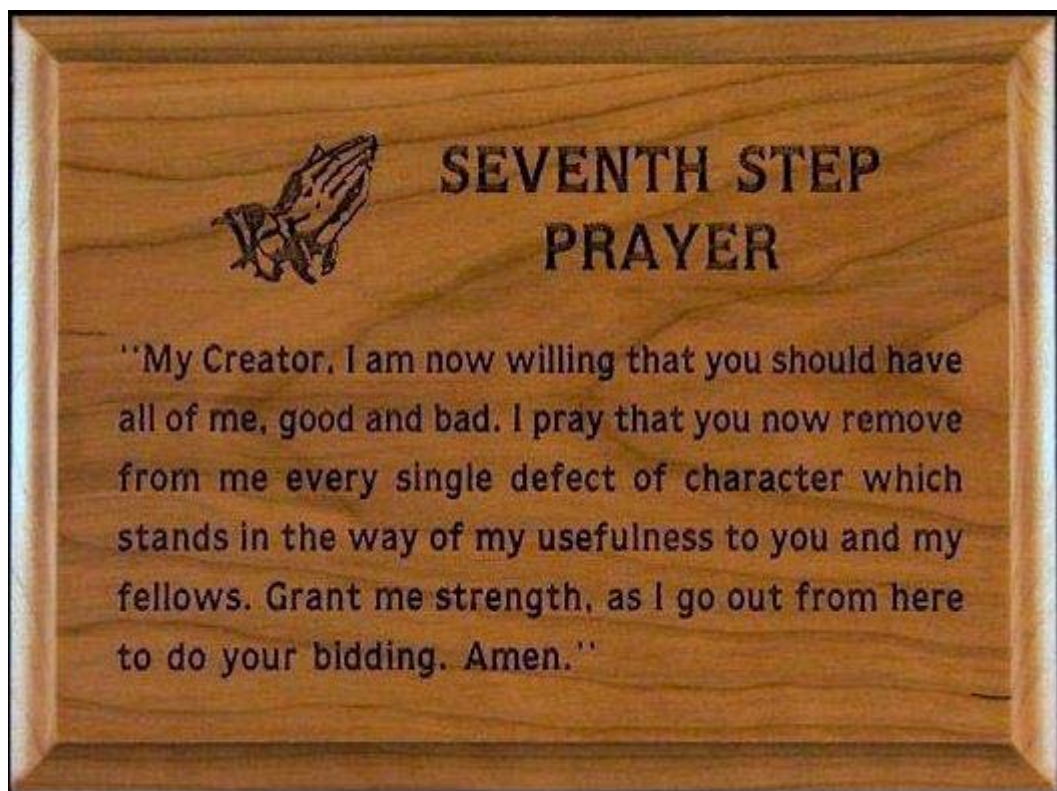 SEVENTH STEP
PRAYER
"My Creator, I am now willing that you should have
all of me, good and bad. I pray that you now remove
from me every single defect of character which
stands in the way of my usefulness to you and my
fellows. Grant me strength, as I go out from here
to do your bidding. Amen."